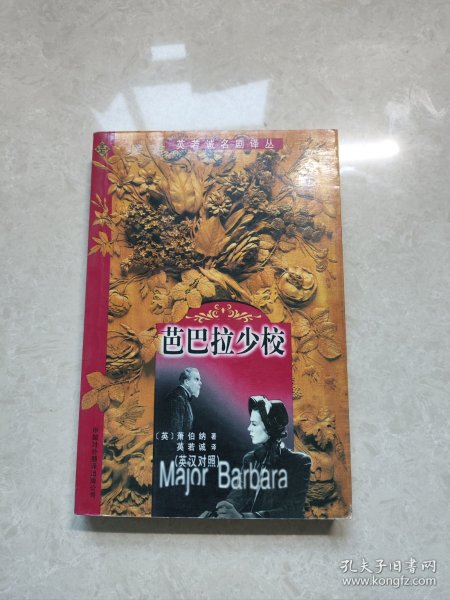 英若诚名剧译丛
芭巴拉少校
〔英〕萧伯纳 著
英若诚 译
(英汉对照)
Major Barbara
中国对外翻译出版公司
孔夫子旧书网
www.kongfz.com